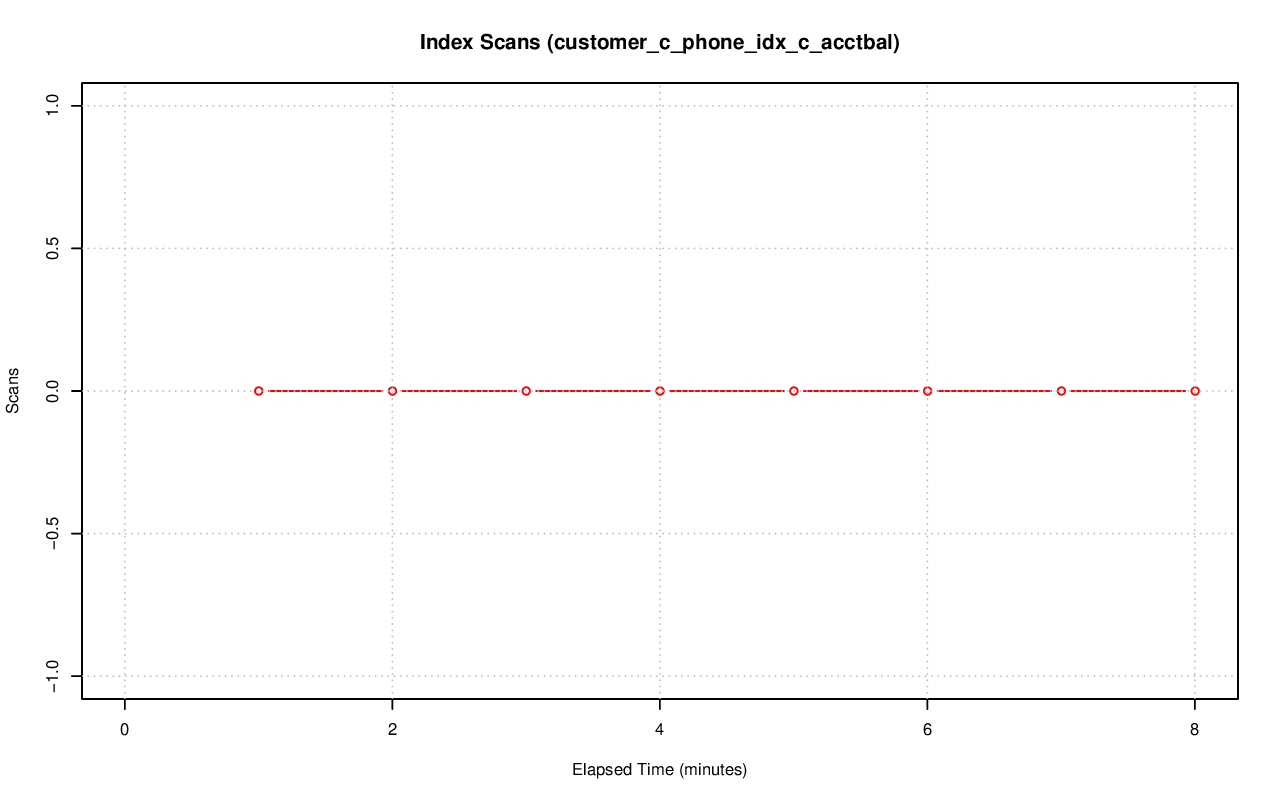 Index Scans (customer_c_phone_idx_c_acctbal)
Scans
1.0
0.5
0.0
−0.5
−1.0
0 2 4 6 8
Elapsed Time (minutes)